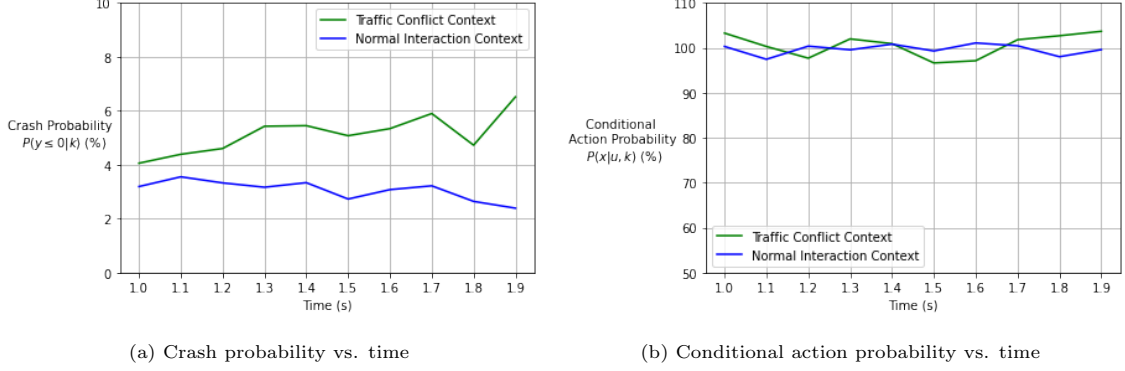 10
8
6
4
2
0
Crash Probability
P(y ≤ 0|k) (%)
Traffic Conflict Context
Normal Interaction Context
1.0 1.1 1.2 1.3 1.4 1.5 1.6 1.7 1.8 1.9
Time (s)
(a) Crash probability vs. time
110
100
90
80
70
60
50
Conditional
Action Probability
P(x|u, k) (%)
Traffic Conflict Context
Normal Interaction Context
1.0 1.1 1.2 1.3 1.4 1.5 1.6 1.7 1.8 1.9
Time (s)
(b) Conditional action probability vs. time